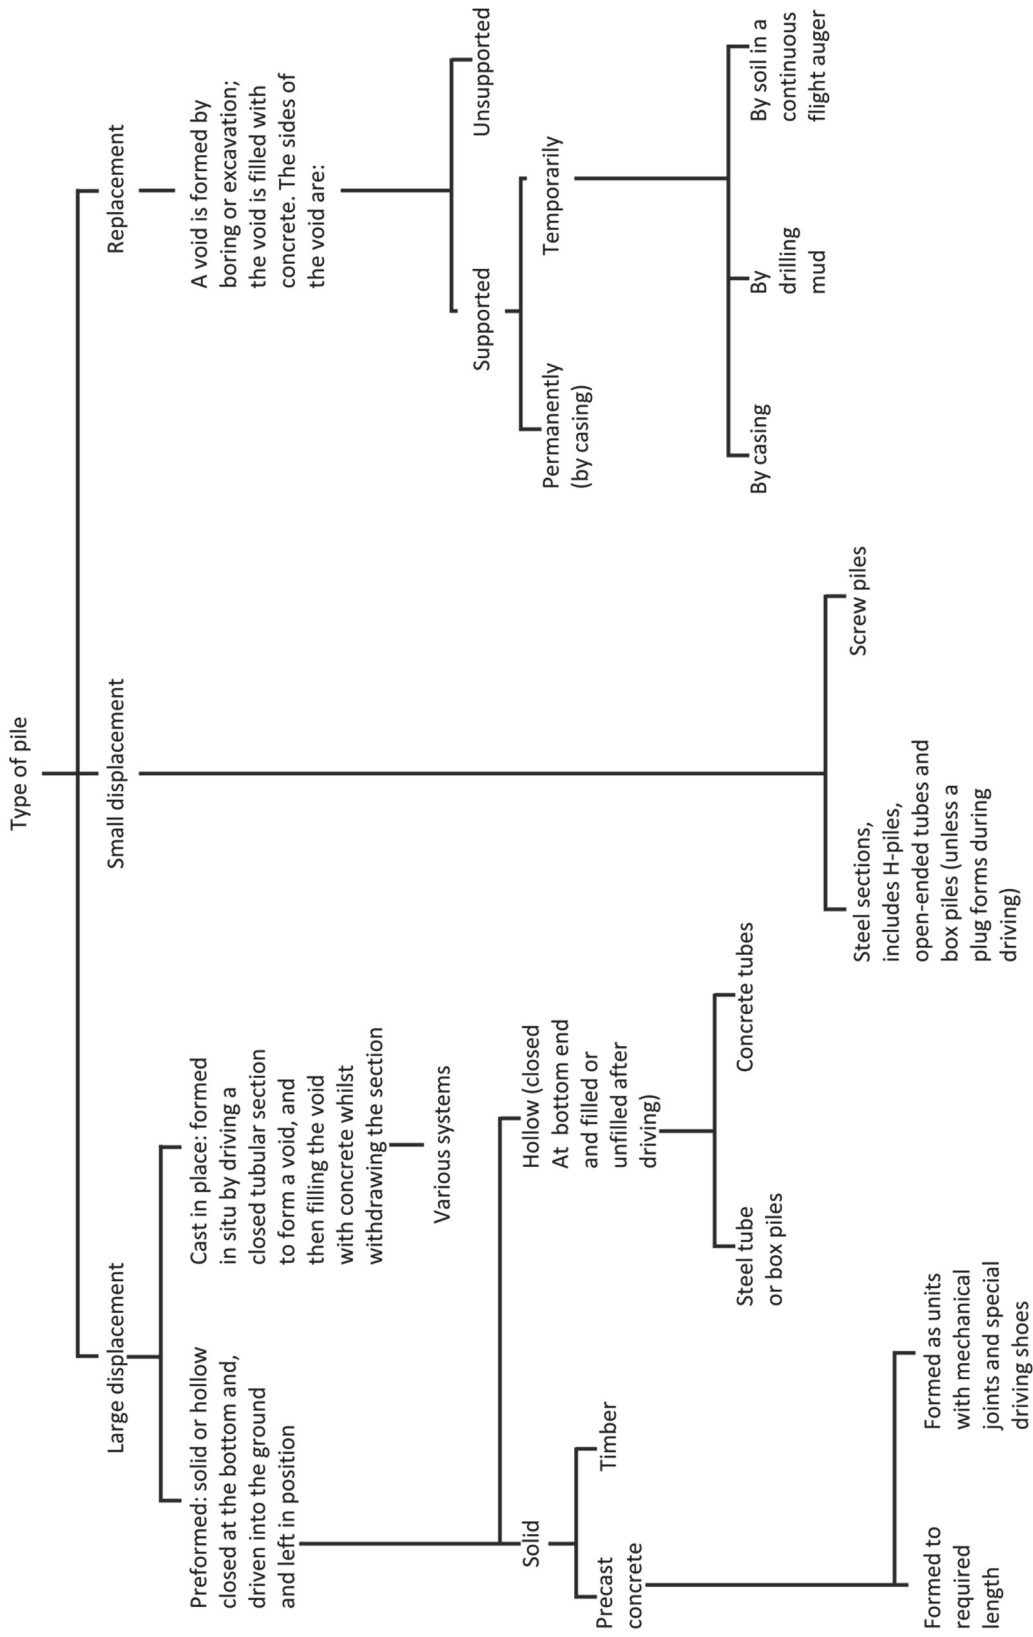 Type of pile
Large displacement
Small displacement
Replacement
Preformed: solid or hollow
closed at the bottom and,
driven into the ground
and left in position
Cast in place: formed
in situ by driving a
closed tubular section
to form a void, and
then filling the void
with concrete whilst
withdrawing the section
Various systems
A void is formed by
boring or excavation;
the void is filled with
concrete. The sides of
the void are:
Supported
Unsupported
Permanently
(by casing)
Temporarily
Solid
Hollow (closed
At bottom end
and filled or
unfilled after
driving)
Precast
concrete
Timber
Steel tube
or box piles
Concrete tubes
By casing
By
drilling
mud
By soil in a
continuous
flight auger
Steel sections,
includes H-piles,
open-ended tubes and
box piles (unless a
plug forms during
driving)
Screw piles
Formed to
required
length
Formed as units
with mechanical
joints and special
driving shoes